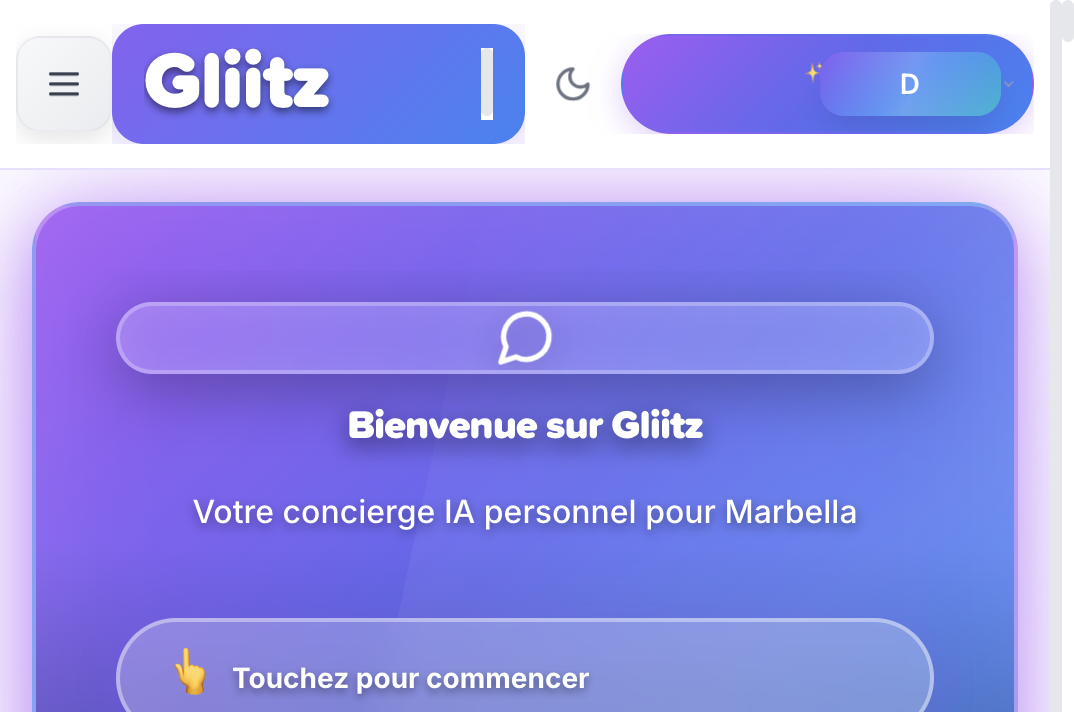 Gliitz
D
Bienvenue sur Gliitz
Votre concierge IA personnel pour Marbella
Touchez pour commencer